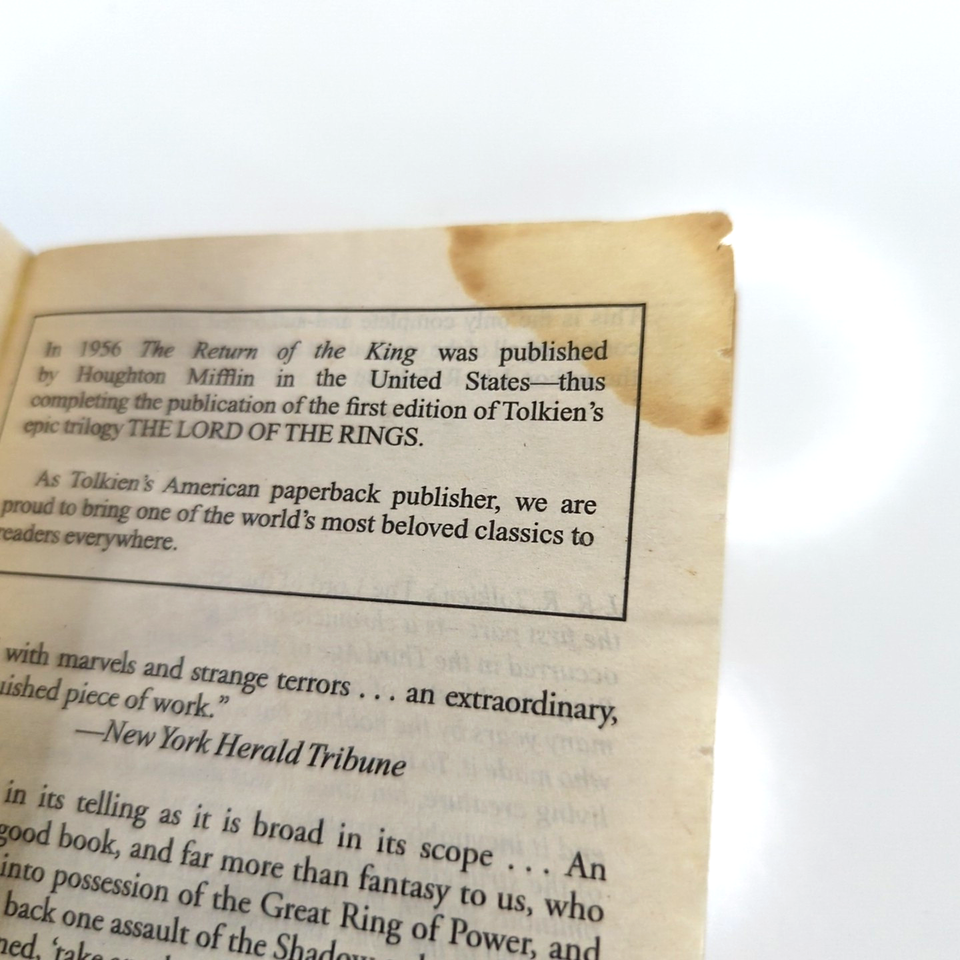 In 1956 The Return of the King was published
by Houghton Mifflin in the United States—thus
completing the publication of the first edition of Tolkien's
epic trilogy THE LORD OF THE RINGS.
As Tolkien's American paperback publisher, we are
proud to bring one of the world's most beloved classics to
readers everywhere.
with marvels and strange terrors . . . an extraordinary,
piece of work."
—New York Herald Tribune
in its telling as it is broad in its scope . . . An
good book, and far more than fantasy to us, who
into possession of the Great Ring of Power, and
back one assault of the